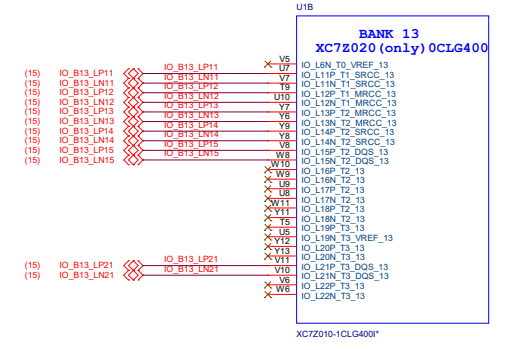 U1B
BANK 13
XC7Z020(only)0CLG400
V5 IO_L6N_T0_VREF_13
(15) IO_B13_LP11 IO_B13_LP11 U7 IO_L11P_T1_SRCC_13
(15) IO_B13_LN11 IO_B13_LN11 V7 IO_L11N_T1_SRCC_13
(15) IO_B13_LP12 IO_B13_LP12 T9 IO_L12P_T1_MRCC_13
(15) IO_B13_LN12 IO_B13_LN12 U10 IO_L12N_T1_MRCC_13
(15) IO_B13_LP13 IO_B13_LP13 Y7 IO_L13P_T2_MRCC_13
(15) IO_B13_LN13 IO_B13_LN13 Y6 IO_L13N_T2_MRCC_13
(15) IO_B13_LP14 IO_B13_LP14 Y9 IO_L14P_T2_SRCC_13
(15) IO_B13_LN14 IO_B13_LN14 Y8 IO_L14N_T2_SRCC_13
(15) IO_B13_LP15 IO_B13_LP15 V8 IO_L15P_T2_DQS_13
(15) IO_B13_LN15 IO_B13_LN15 W8 IO_L15N_T2_DQS_13
W10 IO_L16P_T2_13
W9 IO_L16N_T2_13
U9 IO_L17P_T2_13
U8 IO_L17N_T2_13
W11 IO_L18P_T2_13
Y11 IO_L18N_T2_13
T5 IO_L19P_T3_13
U5 IO_L19N_T3_VREF_13
Y12 IO_L20P_T3_13
Y13 IO_L20N_T3_13
(15) IO_B13_LP21 IO_B13_LP21 V11 IO_L21P_T3_DQS_13
(15) IO_B13_LN21 IO_B13_LN21 V10 IO_L21N_T3_DQS_13
V6 IO_L22P_T3_13
W6 IO_L22N_T3_13
XC7Z010-1CLG400I*